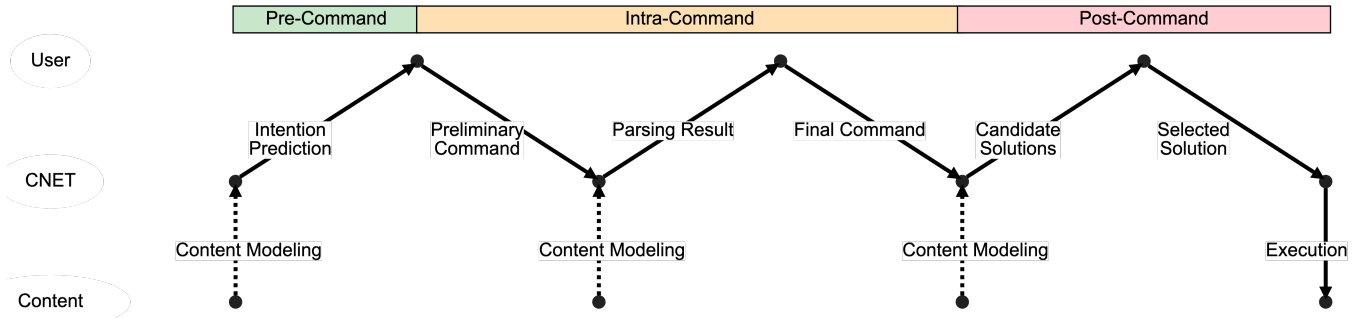 Pre-Command
Intra-Command
Post-Command
User
Intention
Prediction
Preliminary
Command
Parsing Result
Final Command
Candidate
Solutions
Selected
Solution
CNET
Content Modeling
Content Modeling
Content Modeling
Execution
Content